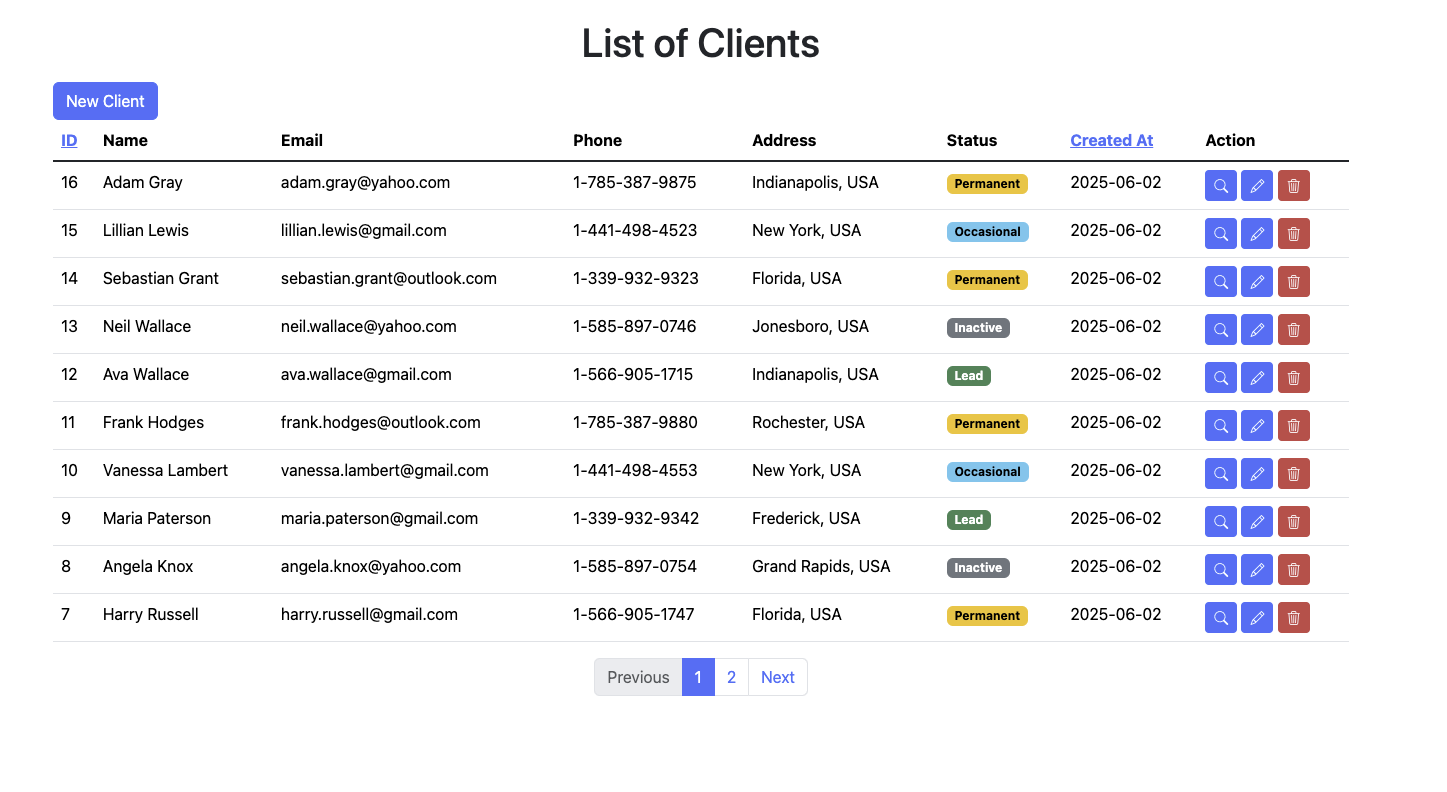 List of Clients
New Client
ID Name Email Phone Address Status Created At Action
16 Adam Gray adam.gray@yahoo.com 1-785-387-9875 Indianapolis, USA Permanent 2025-06-02
15 Lillian Lewis lillian.lewis@gmail.com 1-441-498-4523 New York, USA Occasional 2025-06-02
14 Sebastian Grant sebastian.grant@outlook.com 1-339-932-9323 Florida, USA Permanent 2025-06-02
13 Neil Wallace neil.wallace@yahoo.com 1-585-897-0746 Jonesboro, USA Inactive 2025-06-02
12 Ava Wallace ava.wallace@gmail.com 1-566-905-1715 Indianapolis, USA Lead 2025-06-02
11 Frank Hodges frank.hodges@outlook.com 1-785-387-9880 Rochester, USA Permanent 2025-06-02
10 Vanessa Lambert vanessa.lambert@gmail.com 1-441-498-4553 New York, USA Occasional 2025-06-02
9 Maria Paterson maria.paterson@gmail.com 1-339-932-9342 Frederick, USA Lead 2025-06-02
8 Angela Knox angela.knox@yahoo.com 1-585-897-0754 Grand Rapids, USA Inactive 2025-06-02
7 Harry Russell harry.russell@gmail.com 1-566-905-1747 Florida, USA Permanent 2025-06-02
Previous 1 2 Next